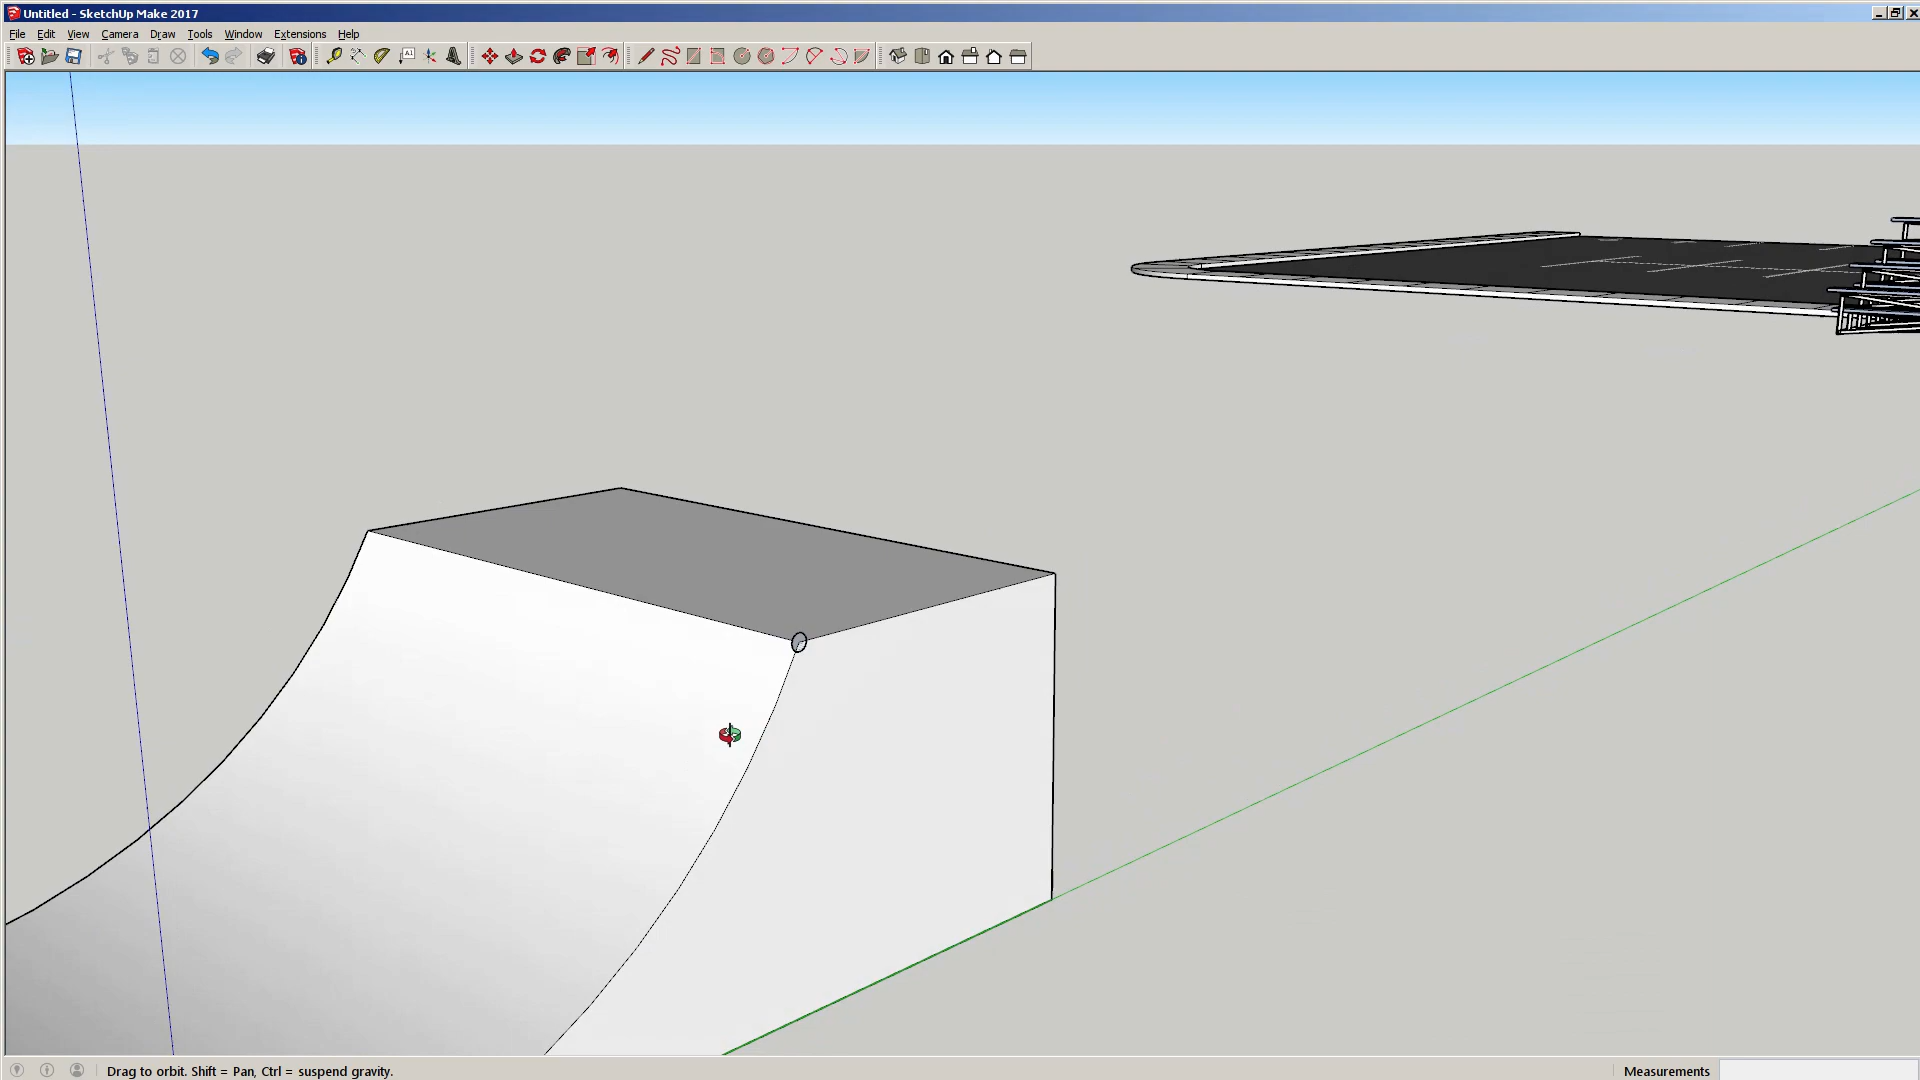 Untitled - SketchUp Make 2017
File Edit View Camera Draw Tools Window Extensions Help
A1
Drag to orbit. Shift = Pan, Ctrl = suspend gravity.
Measurements